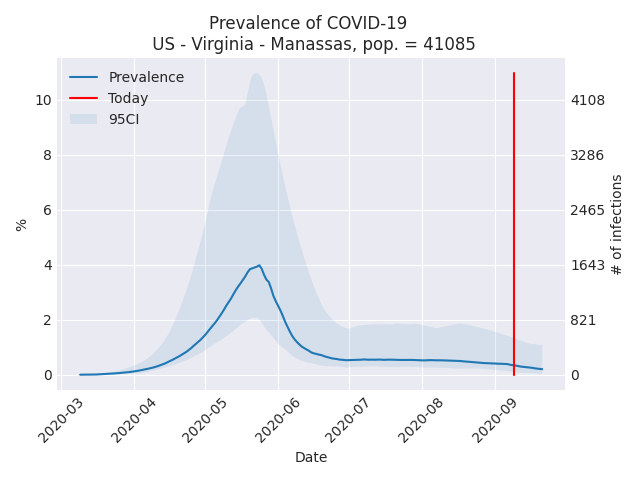 Prevalence of COVID-19
US - Virginia - Manassas, pop. = 41085
Prevalence
Today
95CI
10
8
6
4
2
0
%
4108
3286
2465
1643
821
0
# of infections
2020-03
2020-04
2020-05
2020-06
2020-07
2020-08
2020-09
Date